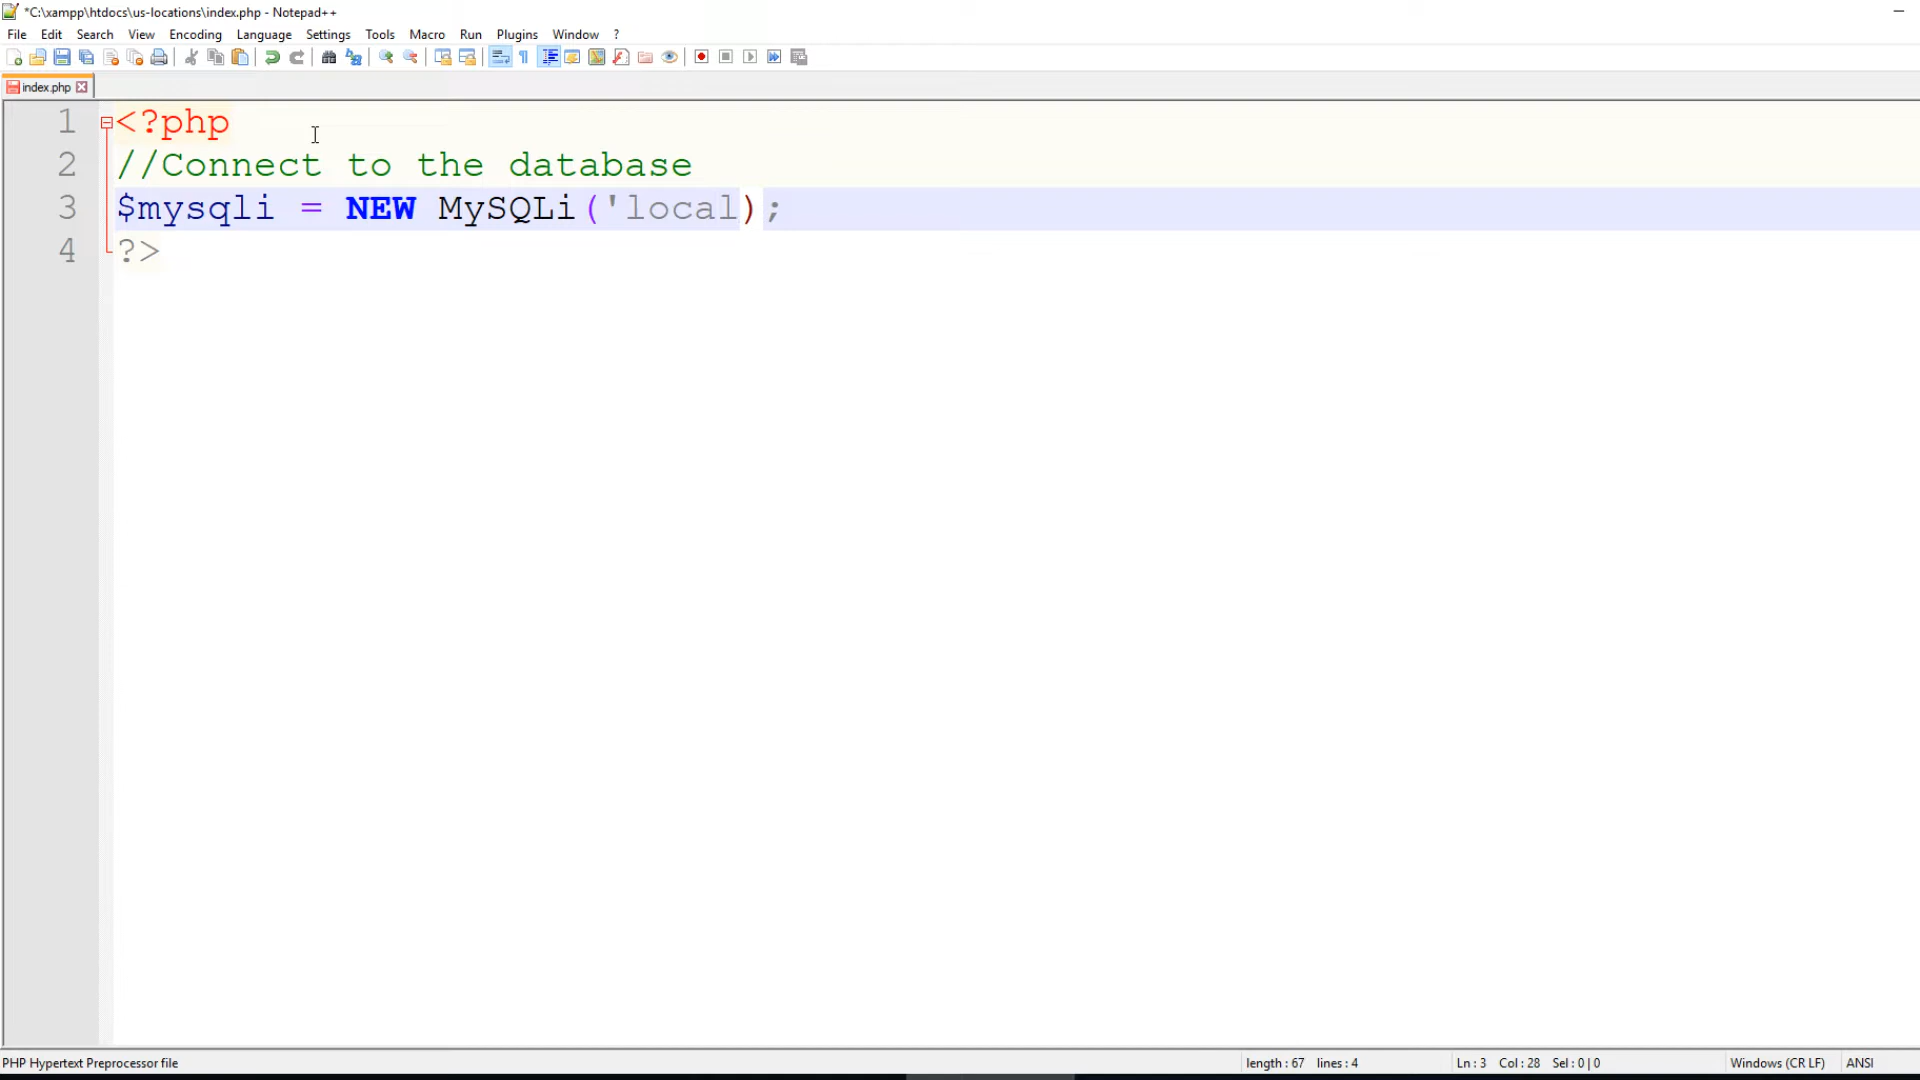 *C:\xampp\htdocs\us-locations\index.php - Notepad++
File Edit Search View Encoding Language Settings Tools Macro Run Plugins Window ?
index.php
1 <?php
2 //Connect to the database
3 $mysqli = NEW MySQLi('local);
4 ?>
PHP Hypertext Preprocessor file length : 67 lines : 4 Ln : 3 Col : 28 Sel : 0 | 0 Windows (CR LF) ANSI